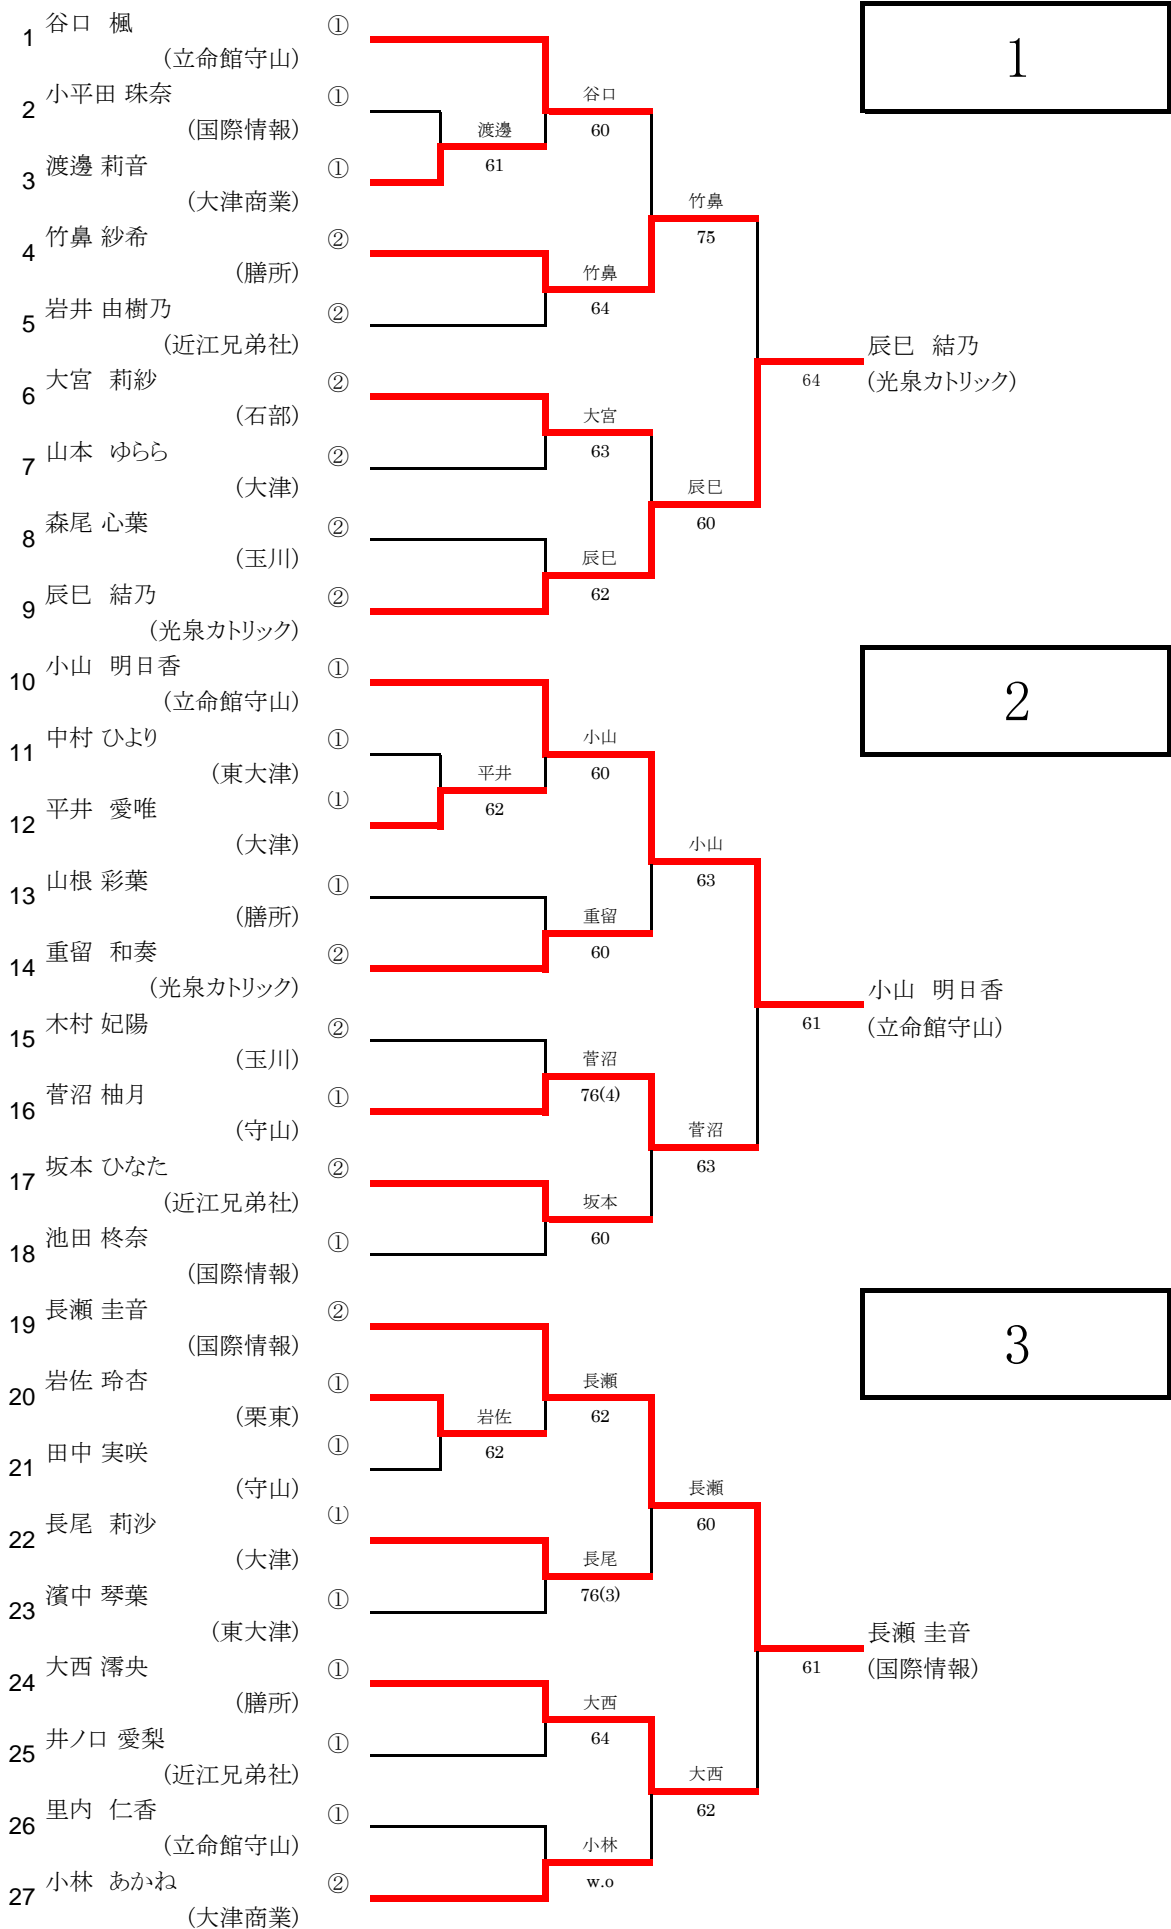 1 谷口 楓 ①
(立命館守山)
1
2 小平田 珠奈 ①
(国際情報)
谷口
60
渡邊
61
3 渡邊 莉音 ①
(大津商業)
竹鼻
75
4 竹鼻 紗希 ②
(膳所)
竹鼻
64
5 岩井 由樹乃 ②
(近江兄弟社)
辰巳 結乃
(光泉カトリック)
64
6 大宮 莉紗 ②
(石部)
大宮
63
7 山本 ゆらら ②
(大津)
辰巳
60
8 森尾 心葉 ②
(玉川)
辰巳
62
9 辰巳 結乃 ②
(光泉カトリック)
10 小山 明日香 ①
(立命館守山)
2
11 中村 ひより ①
(東大津)
小山
60
平井
62
12 平井 愛唯 ①
(大津)
小山
63
13 山根 彩葉 ①
(膳所)
重留
60
14 重留 和奏 ②
(光泉カトリック)
小山 明日香
(立命館守山)
61
15 木村 妃陽 ②
(玉川)
菅沼
76(4)
16 菅沼 柚月 ①
(守山)
菅沼
63
17 坂本 ひなた ②
(近江兄弟社)
坂本
60
18 池田 柊奈 ①
(国際情報)
19 長瀬 圭音 ②
(国際情報)
3
20 岩佐 玲杏 ①
(栗東)
長瀬
62
岩佐
62
21 田中 実咲 ①
(守山)
長瀬
60
22 長尾 莉沙 ①
(大津)
長尾
76(3)
23 濱中 琴葉 ①
(東大津)
長瀬 圭音
(国際情報)
61
24 大西 澪央 ①
(膳所)
大西
64
25 井ノ口 愛梨 ①
(近江兄弟社)
大西
62
26 里内 仁香 ①
(立命館守山)
小林
w.o
27 小林 あかね ②
(大津商業)